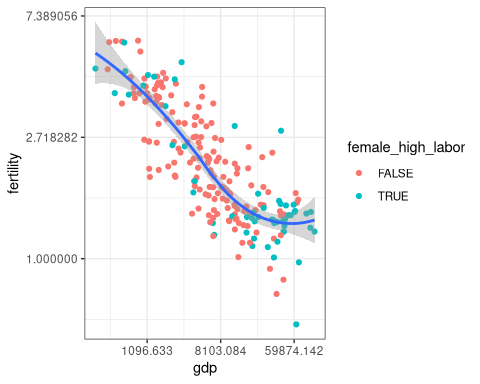 7.389056
2.718282
1.000000
fertility
1096.633
8103.084
59874.142
gdp
female_high_labor
FALSE
TRUE